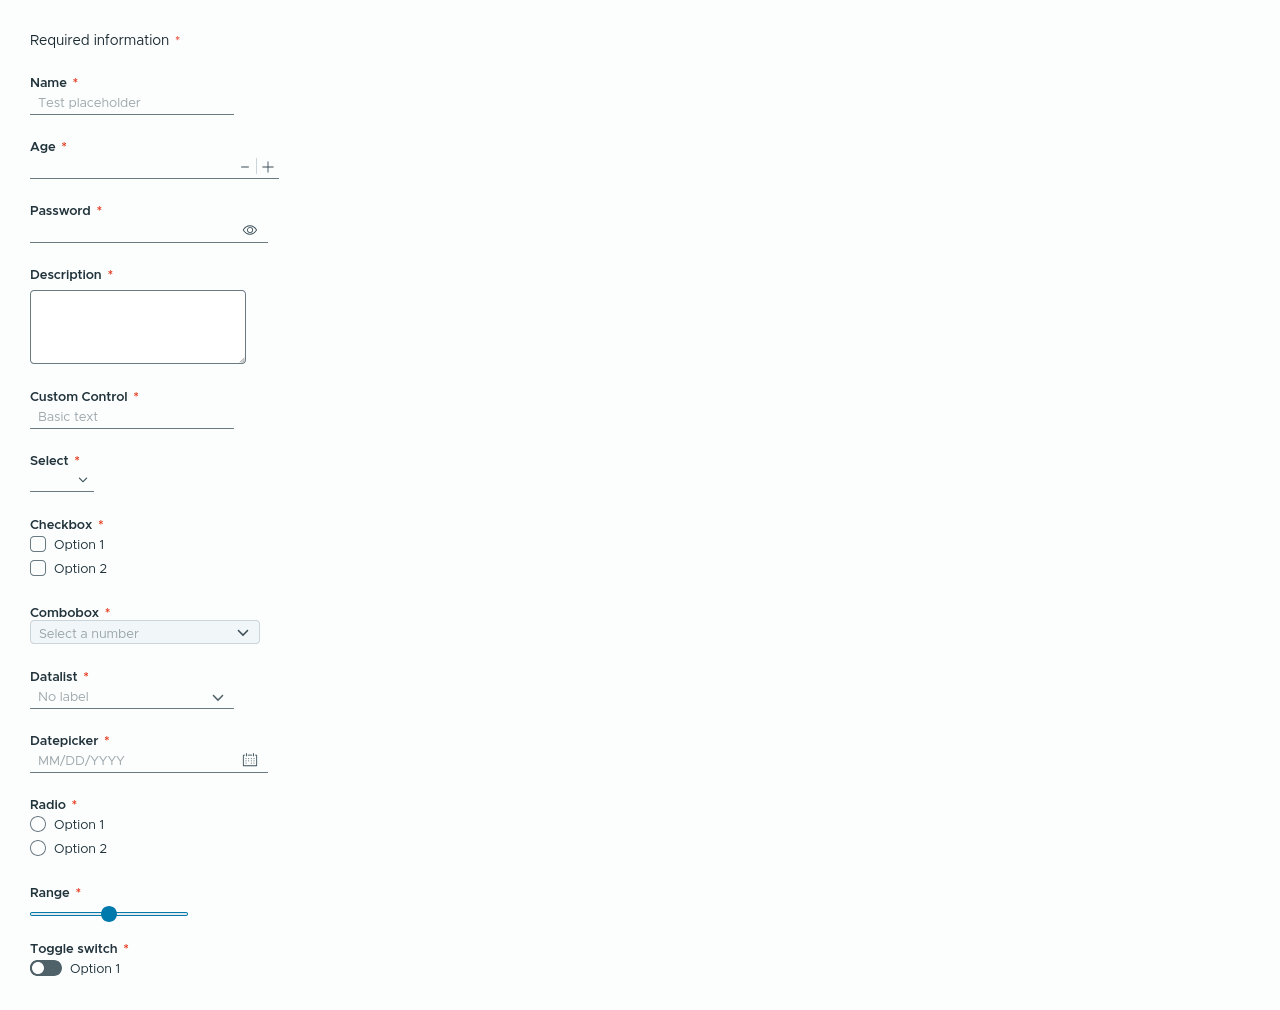 Required information *
Name *
Test placeholder
Age *
Password *
Description *
Custom Control *
Basic text
Select *
Checkbox *
Option 1
Option 2
Combobox *
Select a number
Datalist *
No label
Datepicker *
MM/DD/YYYY
Radio *
Option 1
Option 2
Range *
Toggle switch *
Option 1